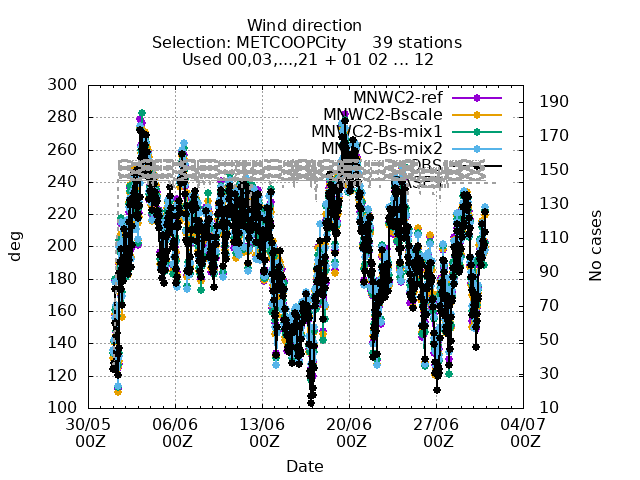 Wind direction
Selection: METCOOPCity 39 stations
Used 00,03,...,21 + 01 02 ... 12
300
280
260
240
220
200
180
160
140
120
100
deg
190
170
150
130
110
90
70
50
30
10
No cases
MNWC2-ref
MNWC2-Bscale
MNWC2-Bs-mix1
MNWC-Bs-mix2
OBS
30/05 06/06 13/06 20/06 27/06 04/07
00Z 00Z 00Z 00Z 00Z 00Z
Date